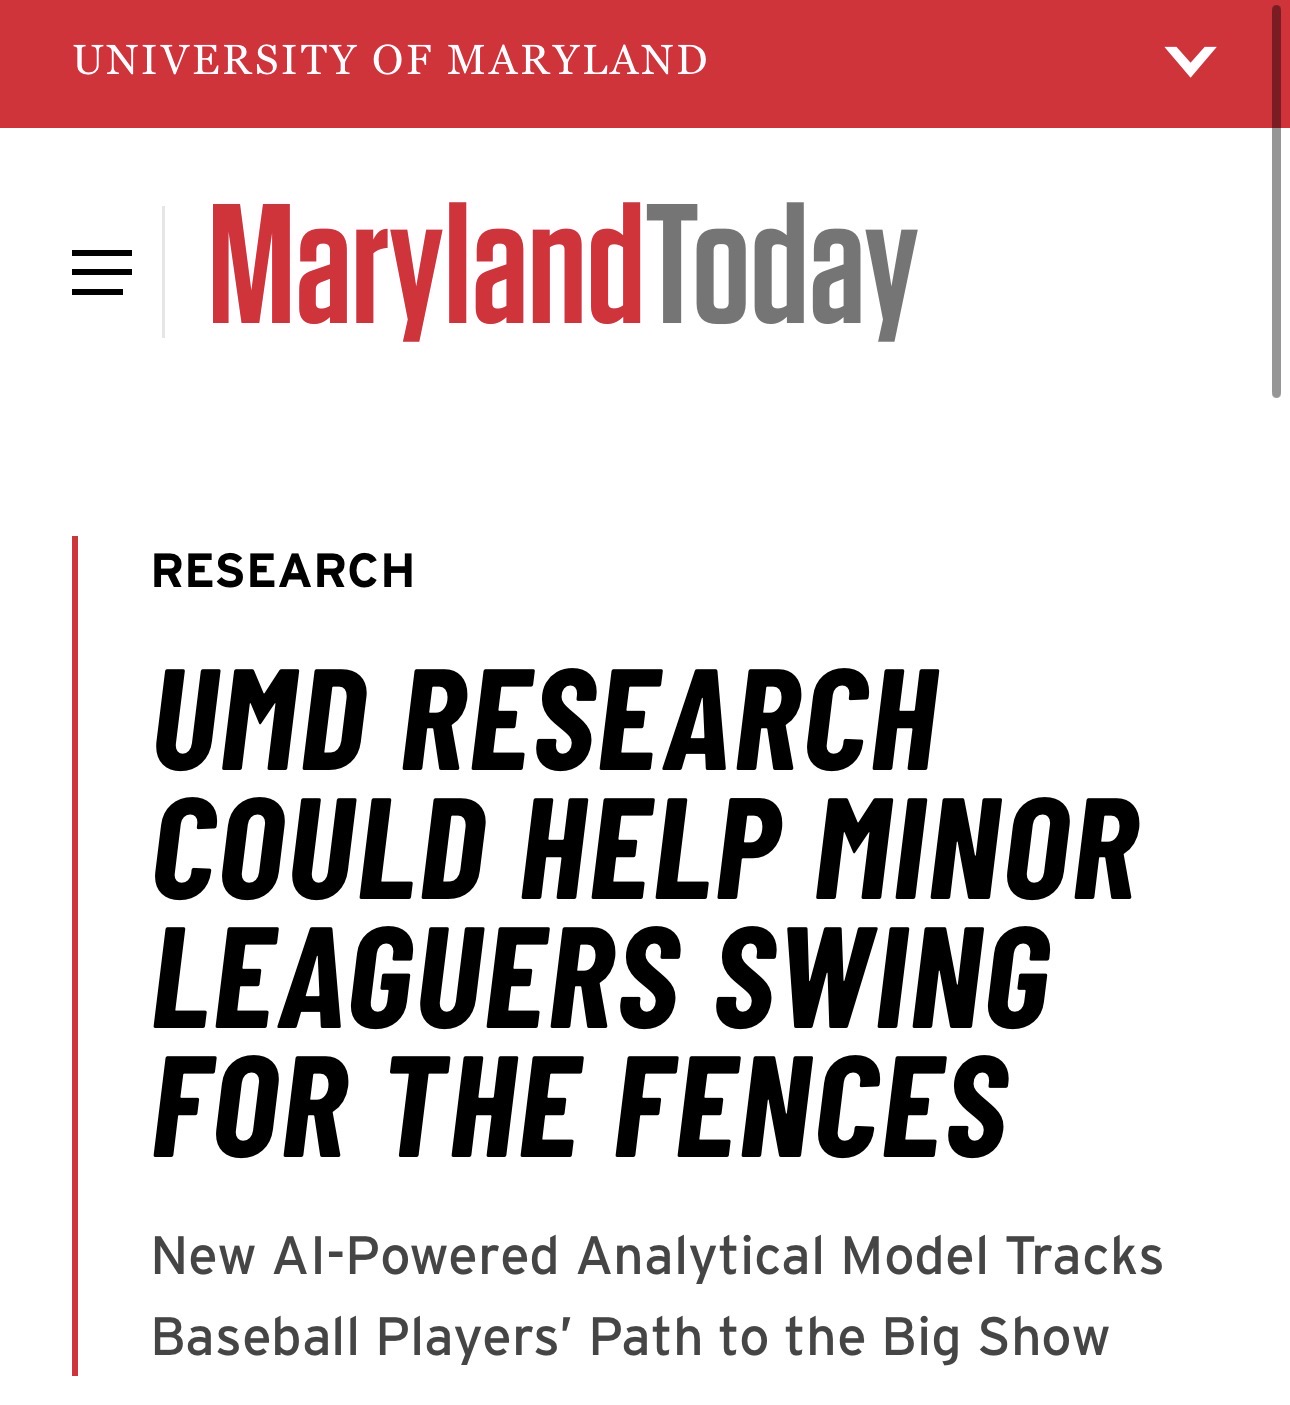 UNIVERSITY OF MARYLAND
MarylandToday
RESEARCH
UMD RESEARCH
COULD HELP MINOR
LEAGUERS SWING
FOR THE FENCES
New AI-Powered Analytical Model Tracks
Baseball Players’ Path to the Big Show